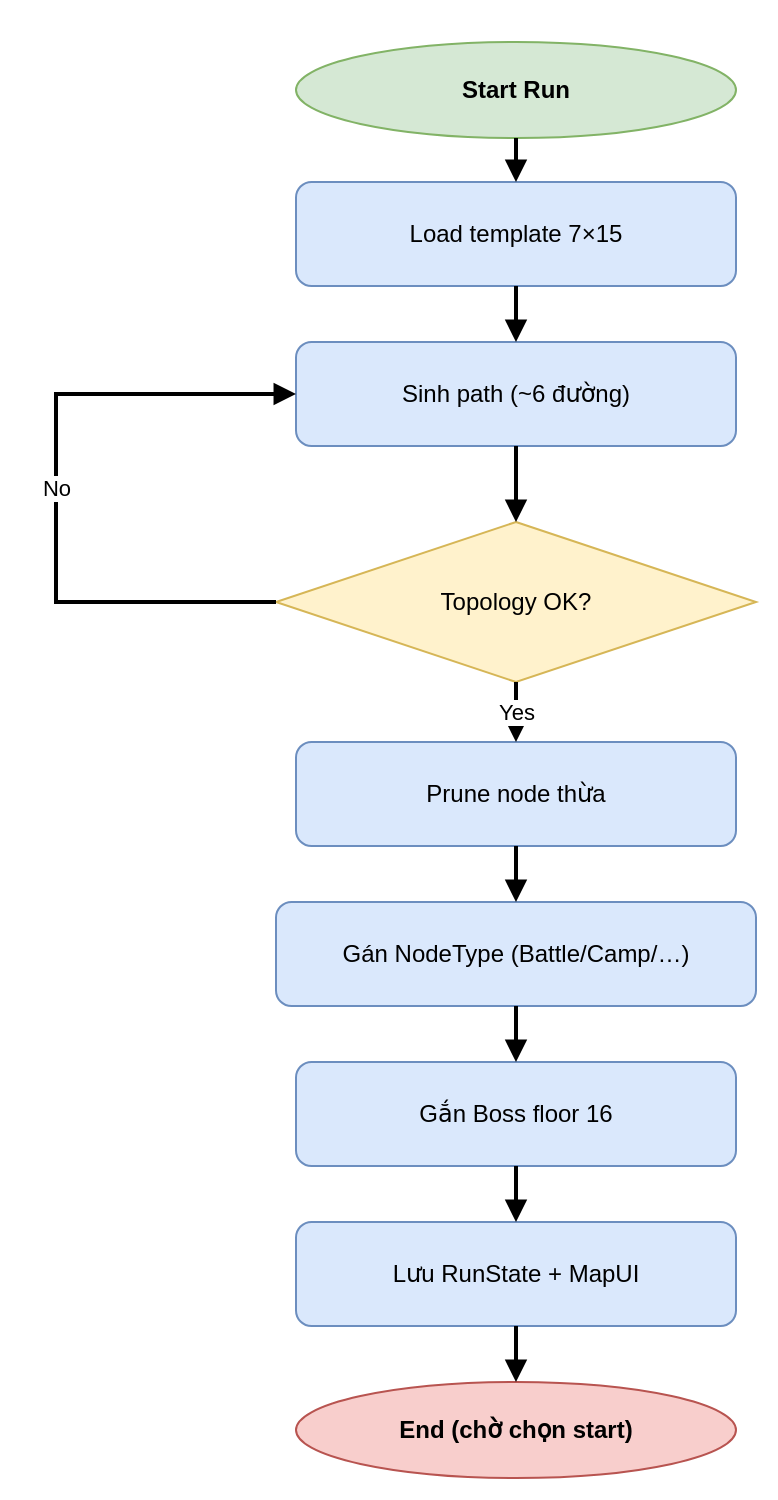 Start Run
Load template 7×15
Sinh path (~6 đường)
No
Topology OK?
Yes
Prune node thừa
Gán NodeType (Battle/Camp/…)
Gắn Boss floor 16
Lưu RunState + MapUI
End (chờ chọn start)